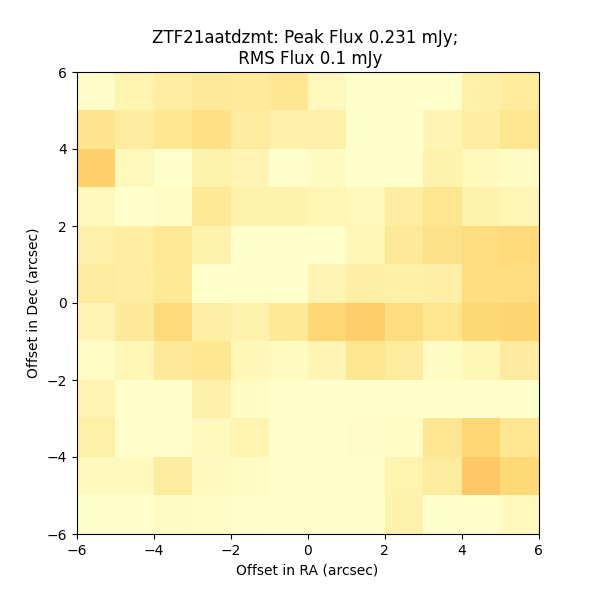 ZTF21aatdzmt: Peak Flux 0.231 mJy;
RMS Flux 0.1 mJy
6
4
2
0
−2
−4
−6
Offset in Dec (arcsec)
−6 −4 −2 0 2 4 6
Offset in RA (arcsec)